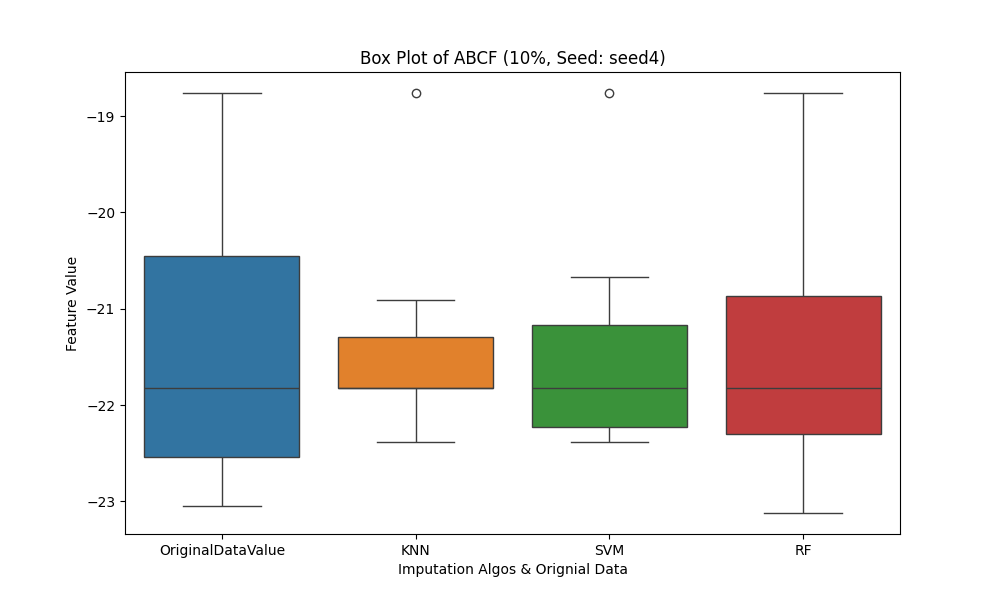 Box Plot of ABCF (10%, Seed: seed4)
Feature Value
−19
−20
−21
−22
−23
OriginalDataValue
KNN
SVM
RF
Imputation Algos & Orignial Data